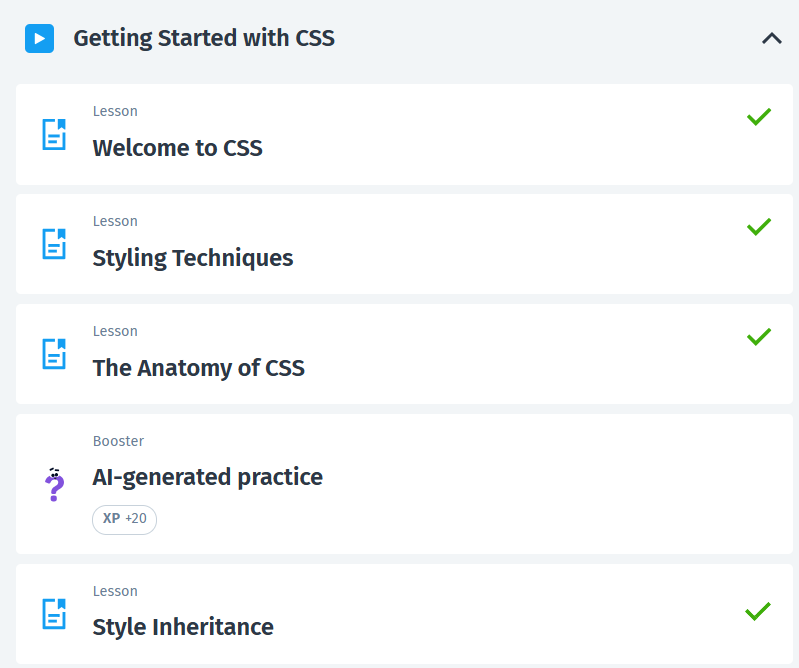 Getting Started with CSS
Lesson
Welcome to CSS
Lesson
Styling Techniques
Lesson
The Anatomy of CSS
Booster
AI-generated practice
XP +20
Lesson
Style Inheritance